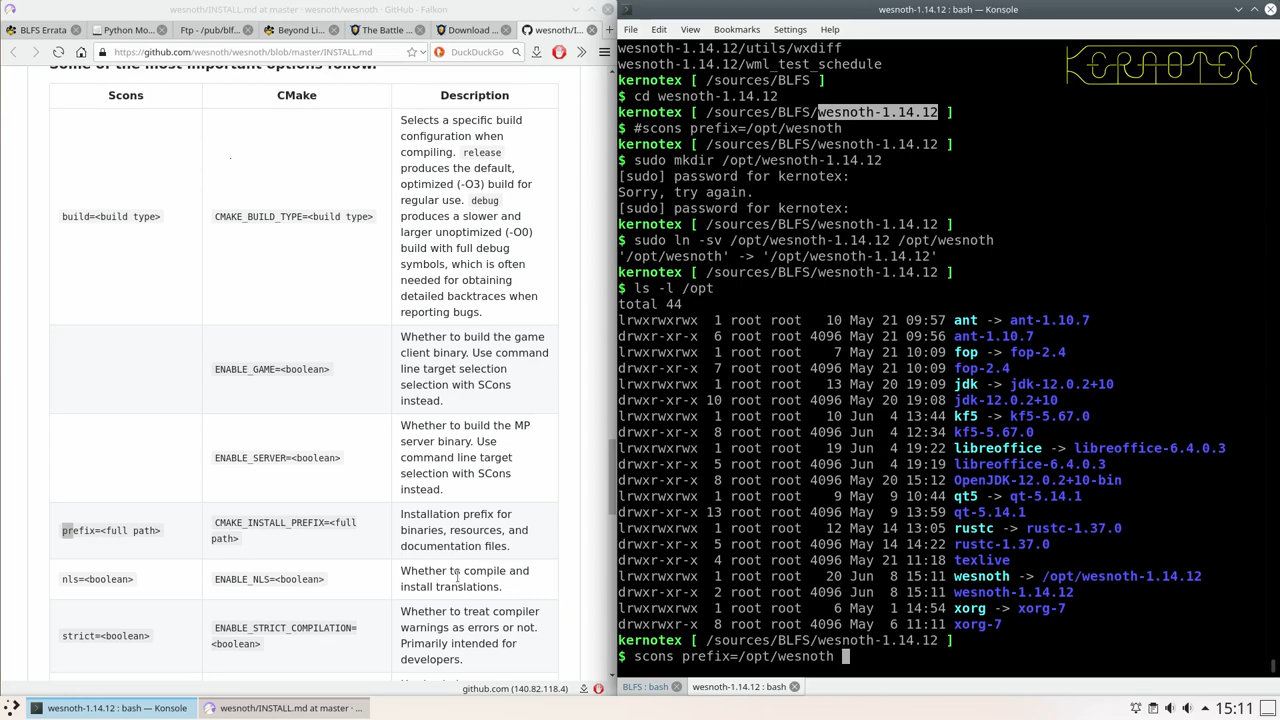 wesnoth/INSTALL.md at master · wesnoth/wesnoth · GitHub - Falkon
BLFS Errata
Python Mo...
Ftp - /pub/blf...
Beyond Li...
The Battle ...
Download ...
wesnoth/I...
https://github.com/wesnoth/wesnoth/blob/master/INSTALL.md
DuckDuckGo
Some of the most important options follow:
Scons
CMake
Description
build=<build type>
CMAKE_BUILD_TYPE=<build type>
Selects a specific build
configuration when
compiling. release
produces the default,
optimized (-O3) build for
regular use. debug
produces a slower and
larger unoptimized (-O0)
build with full debug
symbols, which is often
needed for obtaining
detailed backtraces when
reporting bugs.
ENABLE_GAME=<boolean>
Whether to build the game
client binary. Use command
line target selection
selection with SCons
instead.
ENABLE_SERVER=<boolean>
Whether to build the MP
server binary. Use
command line target
selection with SCons
instead.
prefix=<full path>
CMAKE_INSTALL_PREFIX=<full
path>
Installation prefix for
binaries, resources, and
documentation files.
nls=<boolean>
ENABLE_NLS=<boolean>
Whether to compile and
install translations.
strict=<boolean>
ENABLE_STRICT_COMPILATION=
<boolean>
Whether to treat compiler
warnings as errors or not.
Primarily intended for
developers.
github.com (140.82.118.4)
wesnoth-1.14.12 : bash — Konsole
File Edit View Bookmarks Settings Help
KERNOTEX
wesnoth-1.14.12/utils/wxdiff
wesnoth-1.14.12/wml_test_schedule
kernotex [ /sources/BLFS ]
$ cd wesnoth-1.14.12
kernotex [ /sources/BLFS/wesnoth-1.14.12 ]
$ #scons prefix=/opt/wesnoth
kernotex [ /sources/BLFS/wesnoth-1.14.12 ]
$ sudo mkdir /opt/wesnoth-1.14.12
[sudo] password for kernotex:
Sorry, try again.
[sudo] password for kernotex:
kernotex [ /sources/BLFS/wesnoth-1.14.12 ]
$ sudo ln -sv /opt/wesnoth-1.14.12 /opt/wesnoth
'/opt/wesnoth' -> '/opt/wesnoth-1.14.12'
kernotex [ /sources/BLFS/wesnoth-1.14.12 ]
$ ls -l /opt
total 44
lrwxrwxrwx 1 root root 10 May 21 09:57 ant -> ant-1.10.7
drwxr-xr-x 6 root root 4096 May 21 09:56 ant-1.10.7
lrwxrwxrwx 1 root root 7 May 21 10:09 fop -> fop-2.4
drwxr-xr-x 7 root root 4096 May 21 10:09 fop-2.4
lrwxrwxrwx 1 root root 13 May 20 19:09 jdk -> jdk-12.0.2+10
drwxr-xr-x 10 root root 4096 May 20 19:08 jdk-12.0.2+10
lrwxrwxrwx 1 root root 10 Jun 4 13:44 kf5 -> kf5-5.67.0
drwxr-xr-x 8 root root 4096 Jun 4 12:34 kf5-5.67.0
lrwxrwxrwx 1 root root 19 Jun 4 19:22 libreoffice -> libreoffice-6.4.0.3
drwxr-xr-x 5 root root 4096 Jun 4 19:19 libreoffice-6.4.0.3
drwxr-xr-x 8 root root 4096 May 20 15:12 OpenJDK-12.0.2+10-bin
lrwxrwxrwx 1 root root 9 May 9 10:44 qt5 -> qt-5.14.1
drwxr-xr-x 13 root root 4096 May 9 13:59 qt-5.14.1
lrwxrwxrwx 1 root root 12 May 14 13:05 rustc -> rustc-1.37.0
drwxr-xr-x 5 root root 4096 May 14 14:22 rustc-1.37.0
drwxr-xr-x 4 root root 4096 May 21 11:18 texlive
lrwxrwxrwx 1 root root 20 Jun 8 15:11 wesnoth -> /opt/wesnoth-1.14.12
drwxr-xr-x 2 root root 4096 Jun 8 15:11 wesnoth-1.14.12
lrwxrwxrwx 1 root root 6 May 1 14:54 xorg -> xorg-7
drwxr-xr-x 8 root root 4096 May 6 11:11 xorg-7
kernotex [ /sources/BLFS/wesnoth-1.14.12 ]
$ scons prefix=/opt/wesnoth
BLFS : bash
wesnoth-1.14.12 : bash
wesnoth-1.14.12 : bash — Konsole
wesnoth/INSTALL.md at master · ...
15:11